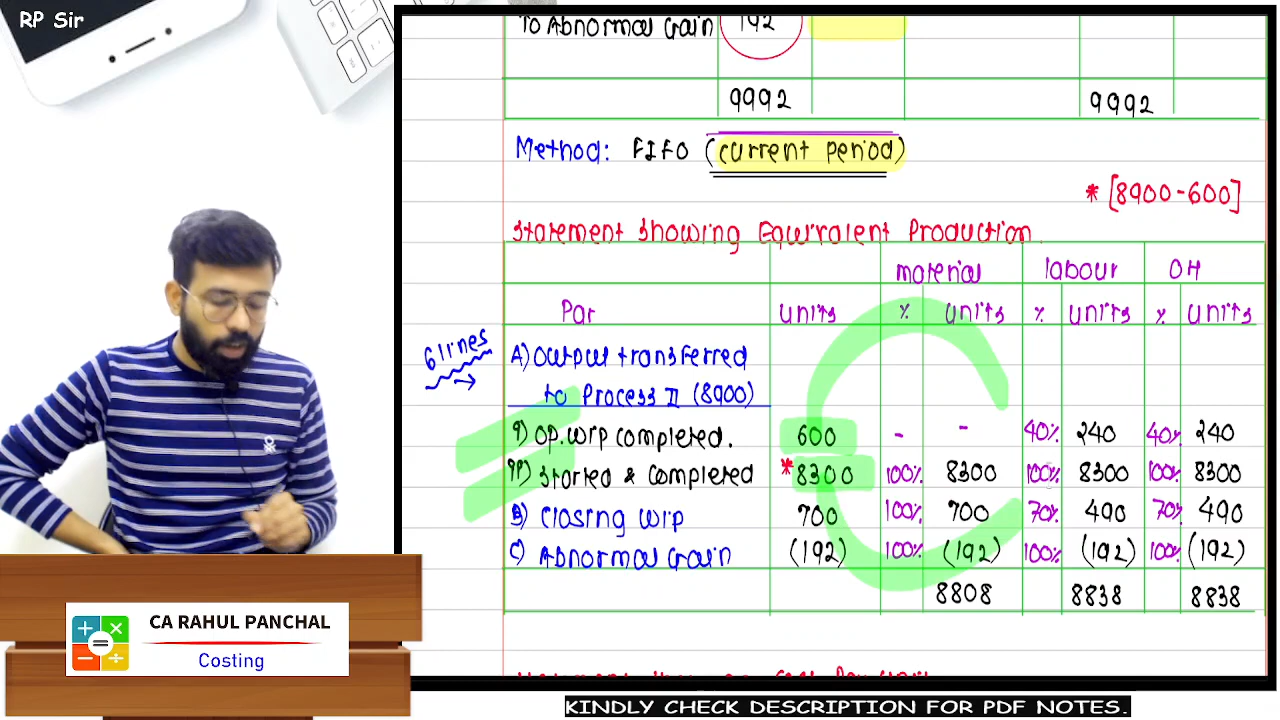 RP Sir
To Abnormal Gain 192
9992 9992
Method: FIFO (current period)
* [8900-600]
Statement Showing Equivalent Production.
material labour OH
Par units % units % units % units
6 lines
A) Output transferred
to Process II (8900)
i) OP. WIP completed. 600 - - 40% 240 40% 240
ii) Started & completed *8300 100% 8300 100% 8300 100% 8300
B) Closing WIP 700 100% 700 70% 490 70% 490
C) Abnormal Gain (192) 100% (192) 100% (192) 100% (192)
8808 8838 8838
CA RAHUL PANCHAL
Costing
KINDLY CHECK DESCRIPTION FOR PDF NOTES.